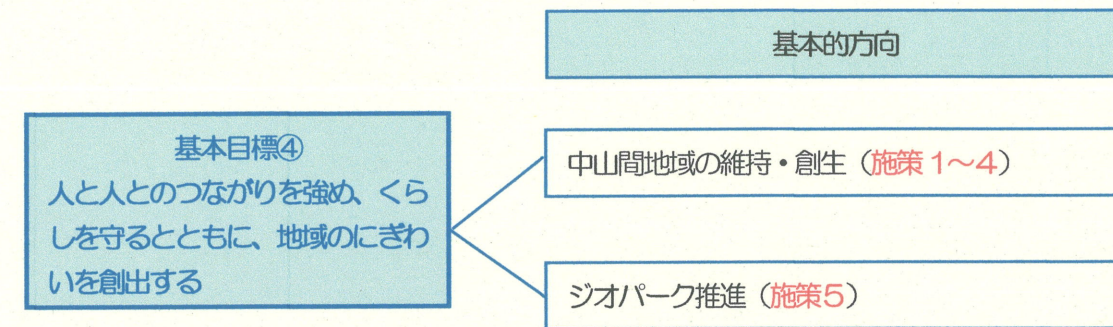 基本的方向
基本目標④
人と人とのつながりを強め、くら
しを守るとともに、地域のにぎわ
いを創出する
中山間地域の維持・創生（施策１～４）
ジオパーク推進（施策５）